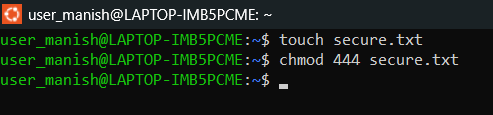 user_manish@LAPTOP-IMB5PCME: ~
user_manish@LAPTOP-IMB5PCME:~$ touch secure.txt
user_manish@LAPTOP-IMB5PCME:~$ chmod 444 secure.txt
user_manish@LAPTOP-IMB5PCME:~$